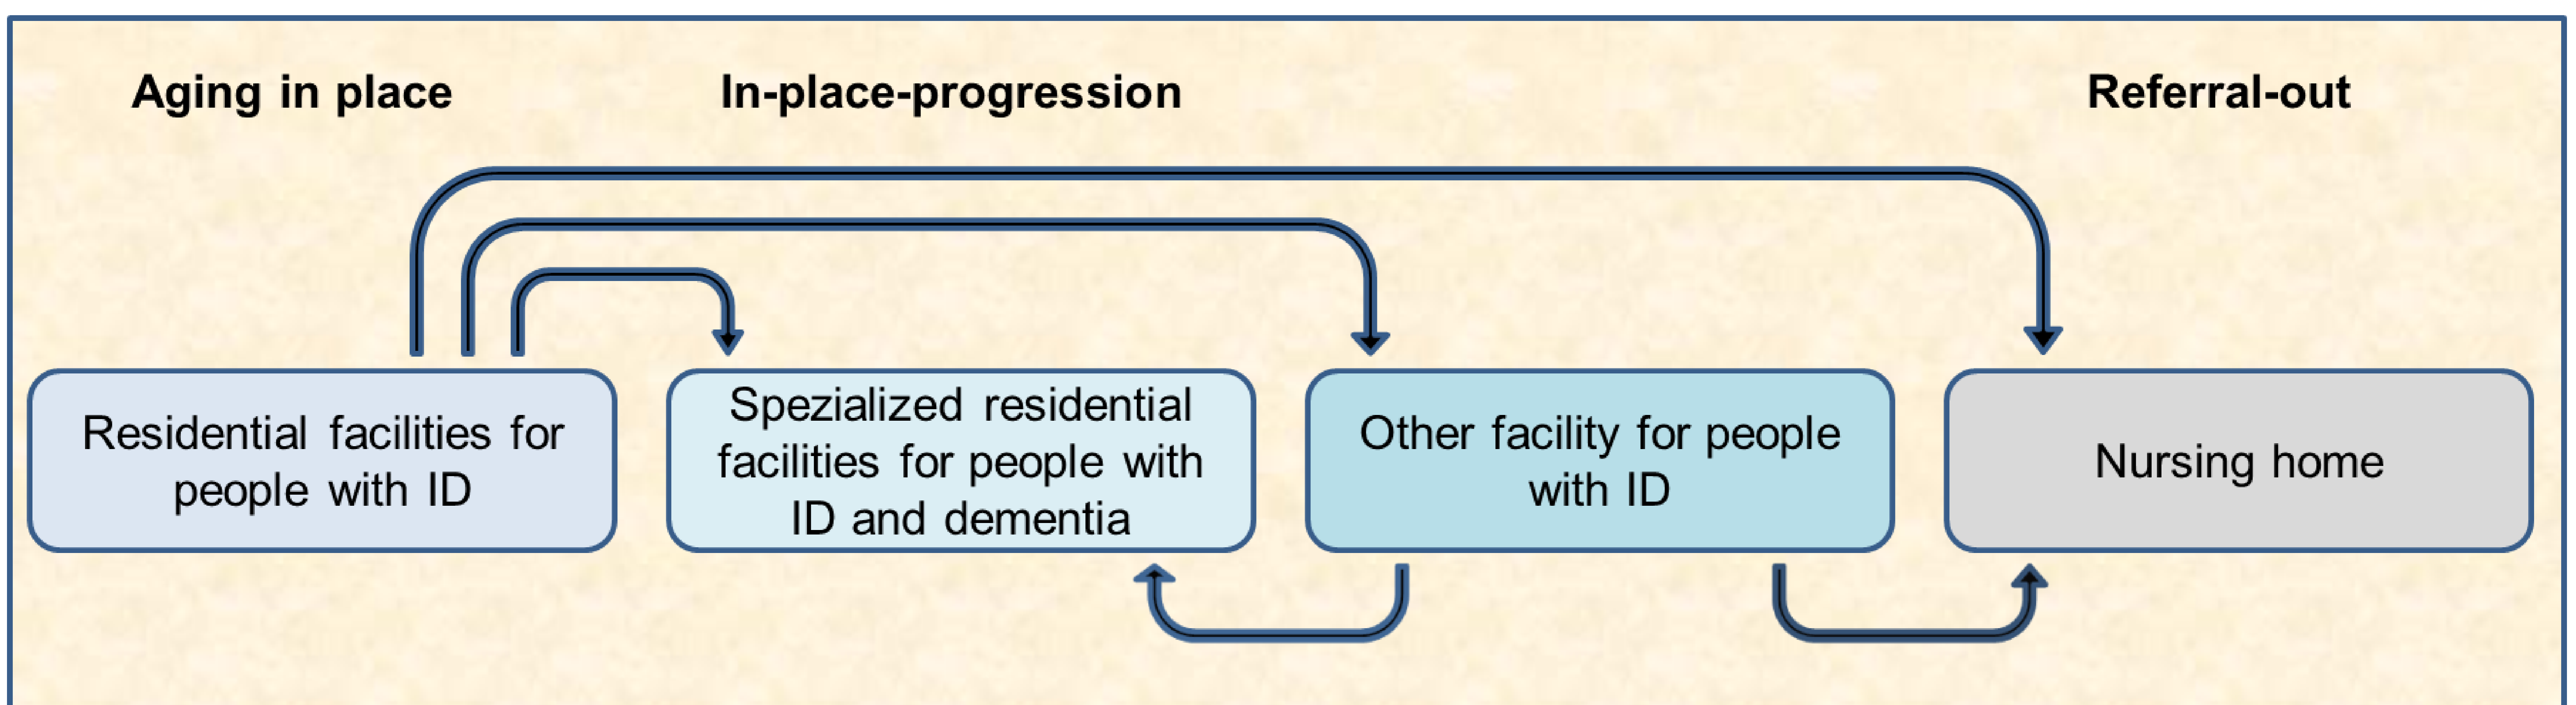 Aging in place
In-place-progression
Referral-out
Residential facilities for
people with ID
Spezialized residential
facilities for people with
ID and dementia
Other facility for people
with ID
Nursing home